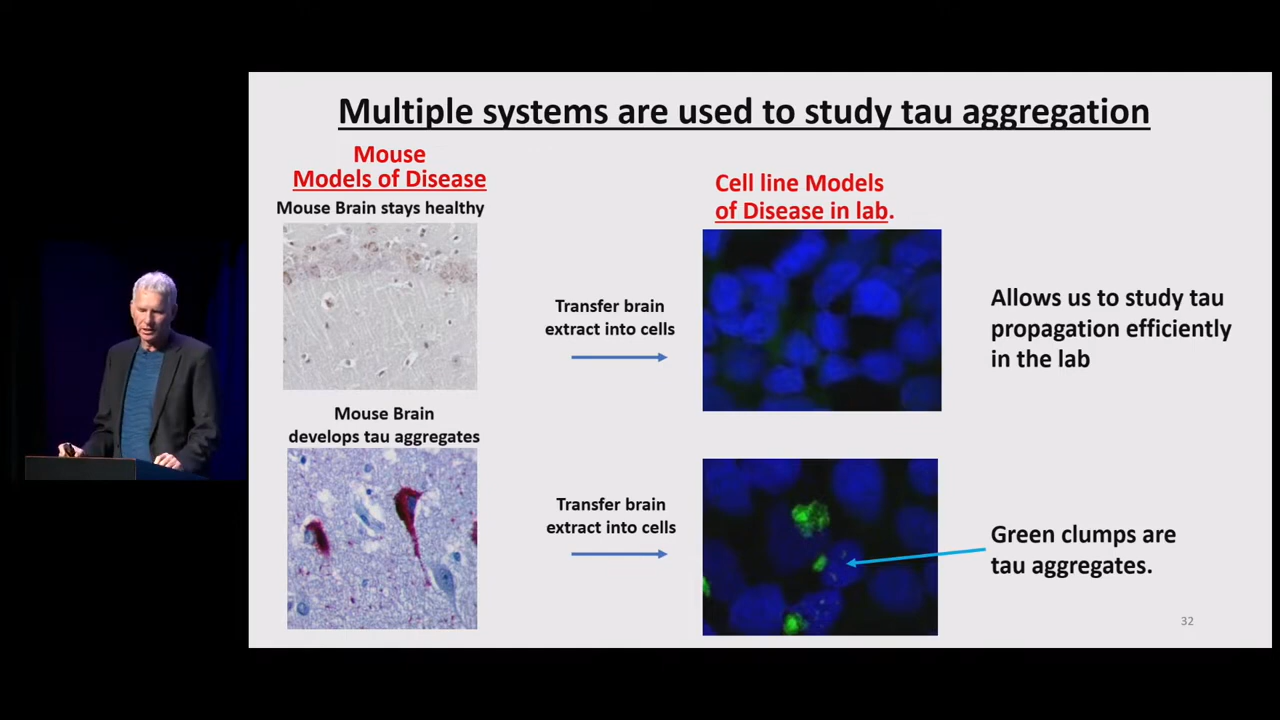 Multiple systems are used to study tau aggregation
Mouse
Models of Disease
Mouse Brain stays healthy
Cell line Models
of Disease in lab.
Transfer brain
extract into cells
Allows us to study tau
propagation efficiently
in the lab
Mouse Brain
develops tau aggregates
Transfer brain
extract into cells
Green clumps are
tau aggregates.
32